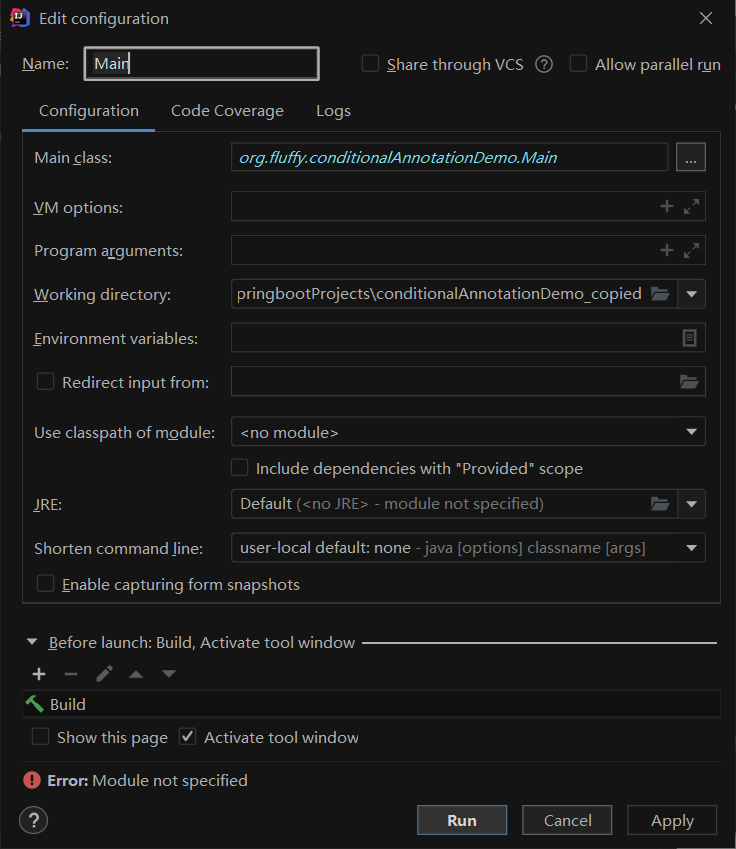 Edit configuration
Name: Main Share through VCS ? Allow parallel run
Configuration Code Coverage Logs
Main class: org.fluffy.conditionalAnnotationDemo.Main ...
VM options:
Program arguments:
Working directory: pringbootProjects\conditionalAnnotationDemo_copied
Environment variables:
Redirect input from:
Use classpath of module: <no module>
Include dependencies with "Provided" scope
JRE: Default (<no JRE> - module not specified)
Shorten command line: user-local default: none - java [options] classname [args]
Enable capturing form snapshots
Before launch: Build, Activate tool window
Build
Show this page Activate tool window
Error: Module not specified
? Run Cancel Apply